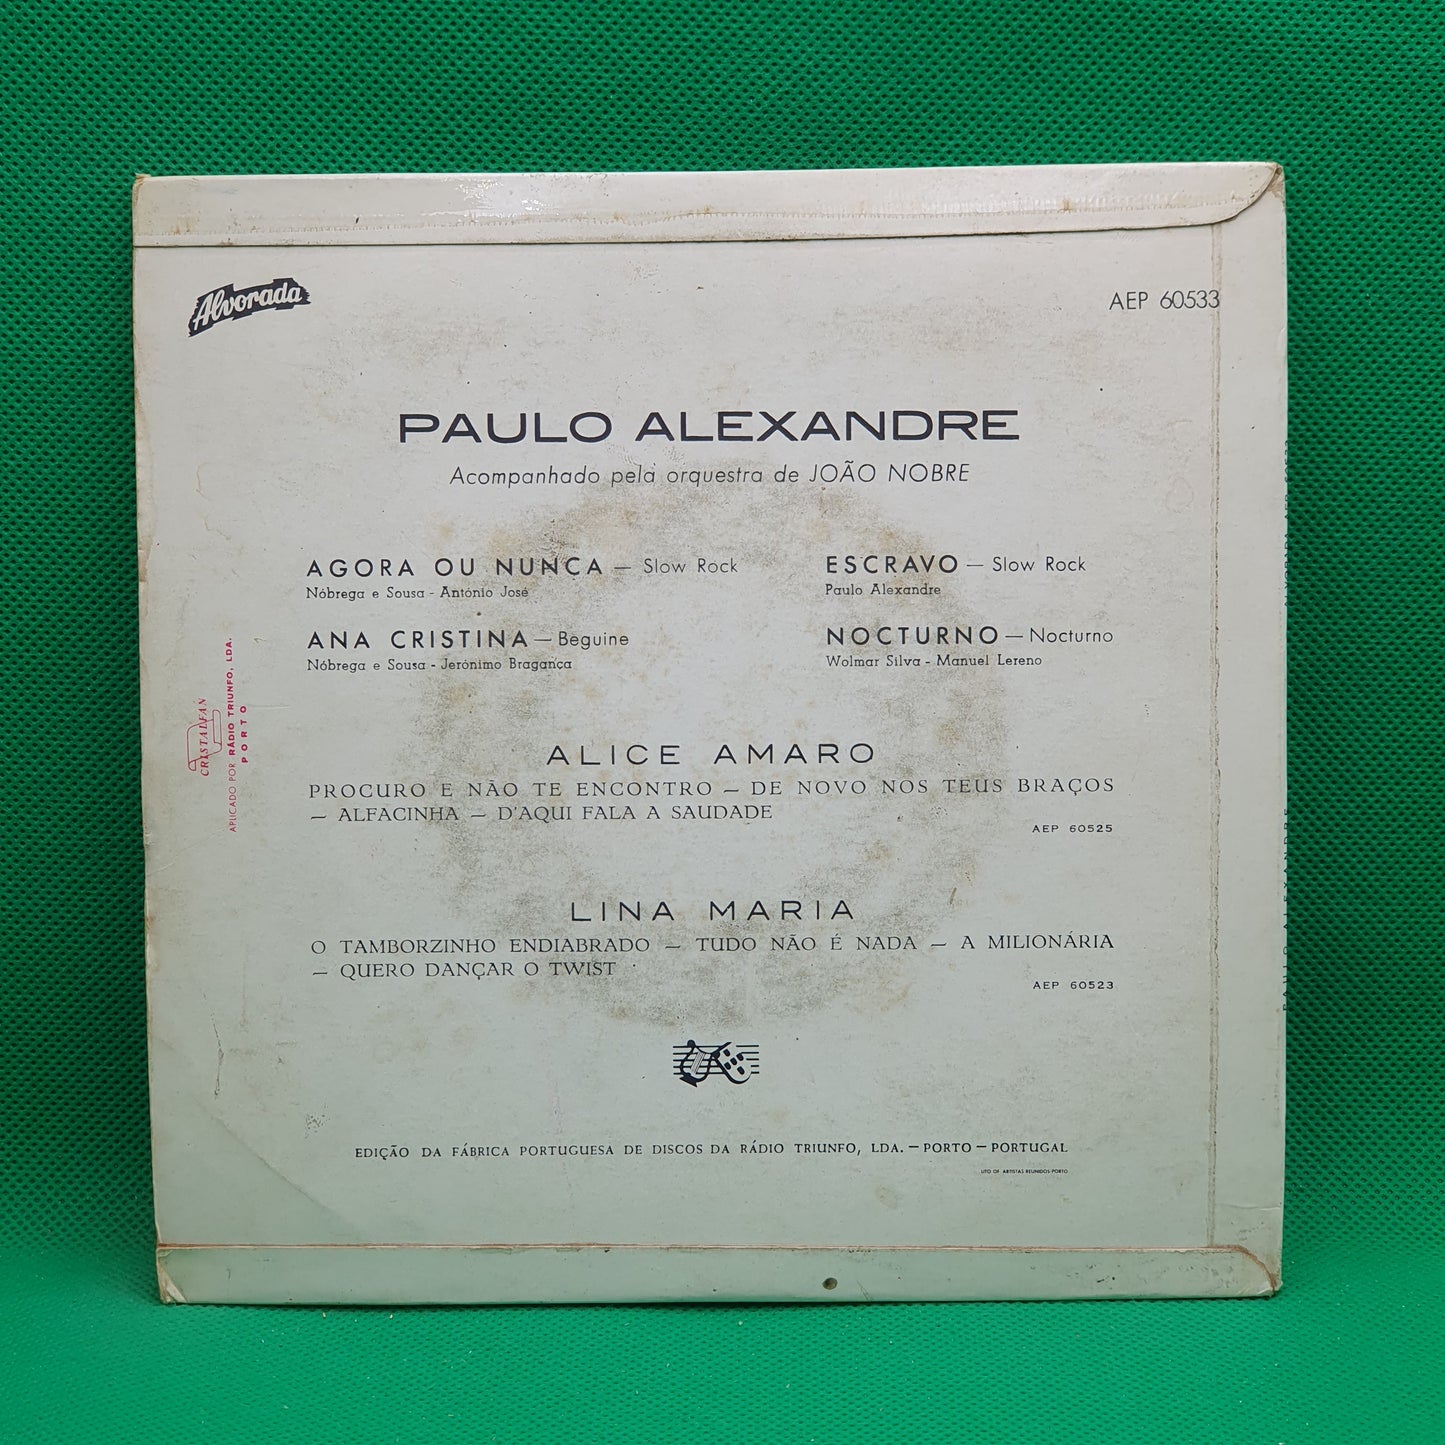 Alvorada
AEP 60533
PAULO ALEXANDRE
Acompanhado pela orquestra de JOÃO NOBRE
AGORA OU NUNCA — Slow Rock
Nóbrega e Sousa - António José
ANA CRISTINA — Beguine
Nóbrega e Sousa - Jerónimo Bragança
ESCRAVO — Slow Rock
Paulo Alexandre
NOCTURNO — Nocturno
Wolmar Silva - Manuel Lereno
CRISTALFAN
APLICADO POR RÁDIO TRIUNFO, LDA.
PORTO
ALICE AMARO
PROCURO E NÃO TE ENCONTRO — DE NOVO NOS TEUS BRAÇOS
— ALFACINHA — D'AQUI FALA A SAUDADE
AEP 60525
LINA MARIA
O TAMBORZINHO ENDIABRADO — TUDO NÃO É NADA — A MILIONÁRIA
— QUERO DANÇAR O TWIST
AEP 60523
EDIÇÃO DA FÁBRICA PORTUGUESA DE DISCOS DA RÁDIO TRIUNFO, LDA. — PORTO — PORTUGAL
LITO OF. ARTISTAS REUNIDOS-PORTO
PAULO ALEXANDRE
ALVORADA AEP 60533